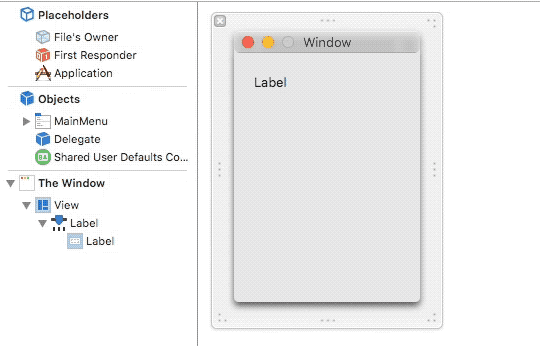 Placeholders
File's Owner
First Responder
Application
Objects
MainMenu
Delegate
Shared User Defaults Co...
The Window
View
Label
Label
Window
Label